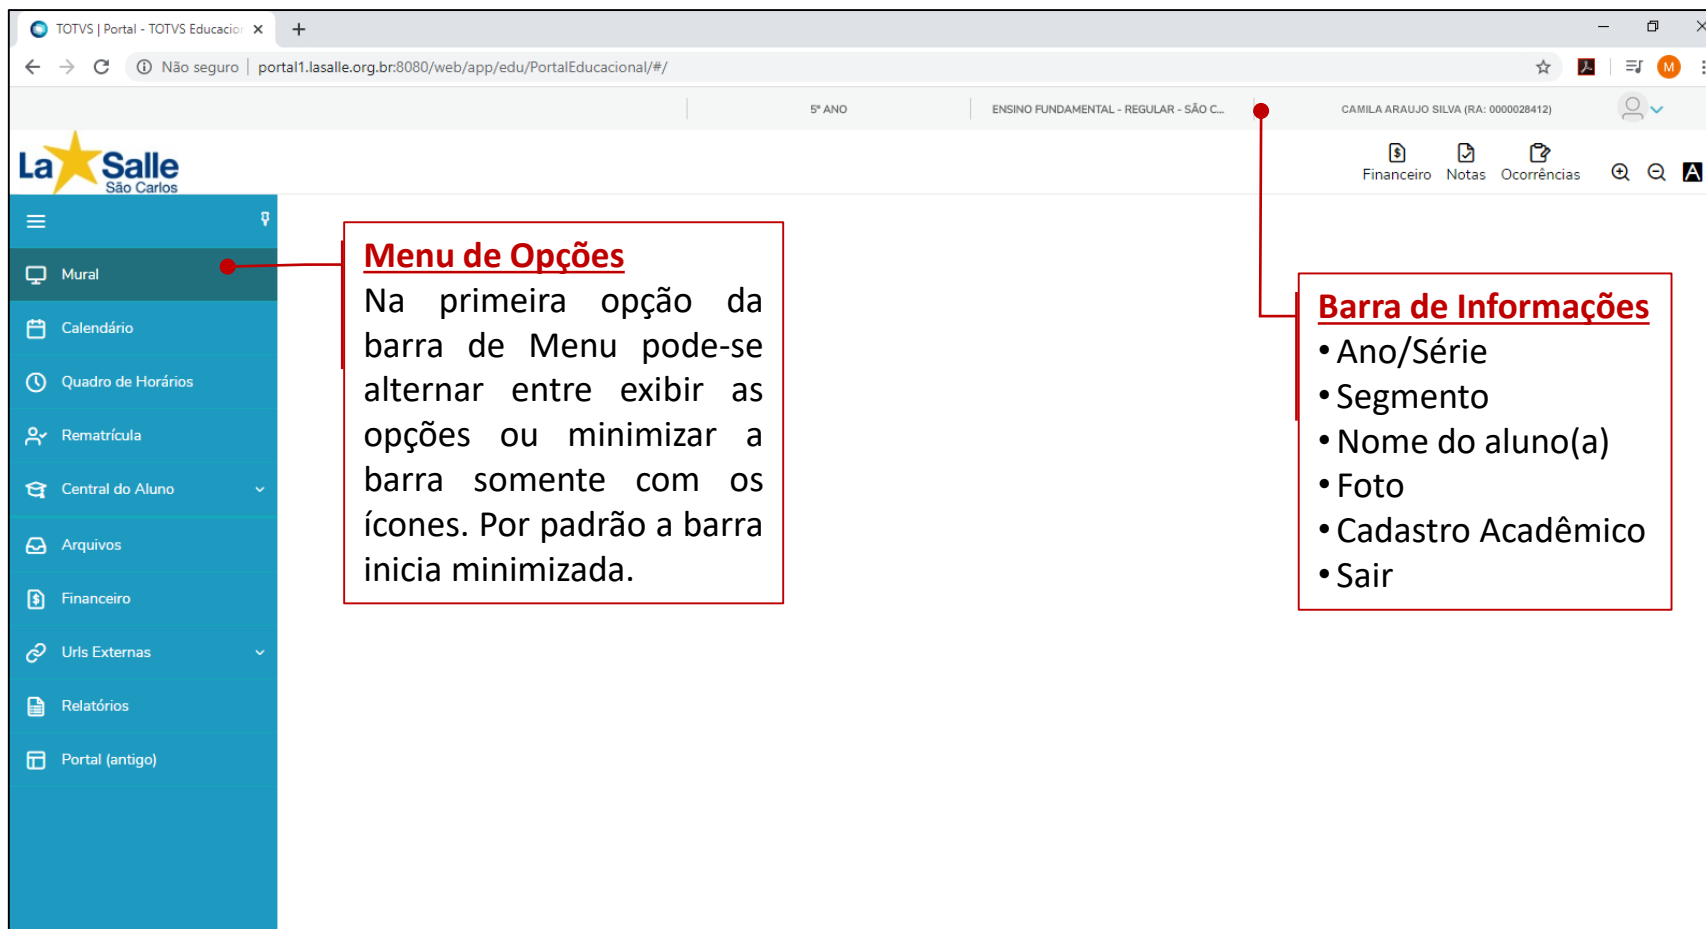 TOTVS | Portal - TOTVS Educacion
Não seguro | portal1.lasalle.org.br:8080/web/app/edu/PortalEducacional/#/
M
5º ANO
ENSINO FUNDAMENTAL - REGULAR - SÃO C...
CAMILA ARAUJO SILVA (RA: 0000028412)
La Salle
São Carlos
Financeiro Notas Ocorrências
A
Mural
Calendário
Quadro de Horários
Rematrícula
Central do Aluno
Arquivos
Financeiro
Urls Externas
Relatórios
Portal (antigo)
Menu de Opções
Na primeira opção da
barra de Menu pode-se
alternar entre exibir as
opções ou minimizar a
barra somente com os
ícones. Por padrão a barra
inicia minimizada.
Barra de Informações
• Ano/Série
• Segmento
• Nome do aluno(a)
• Foto
• Cadastro Acadêmico
• Sair